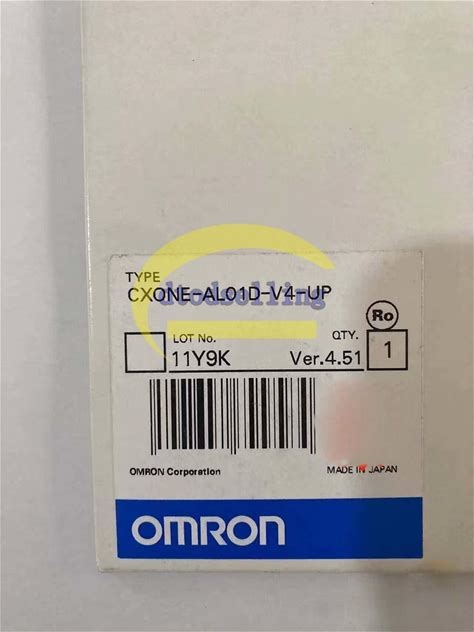 dtodselling
TYPE
CXONE-AL01D-V4-UP
Ro
LOT No.
QTY.
11Y9K
Ver.4.51
1
OMRON Corporation
MADE IN JAPAN
OMRON